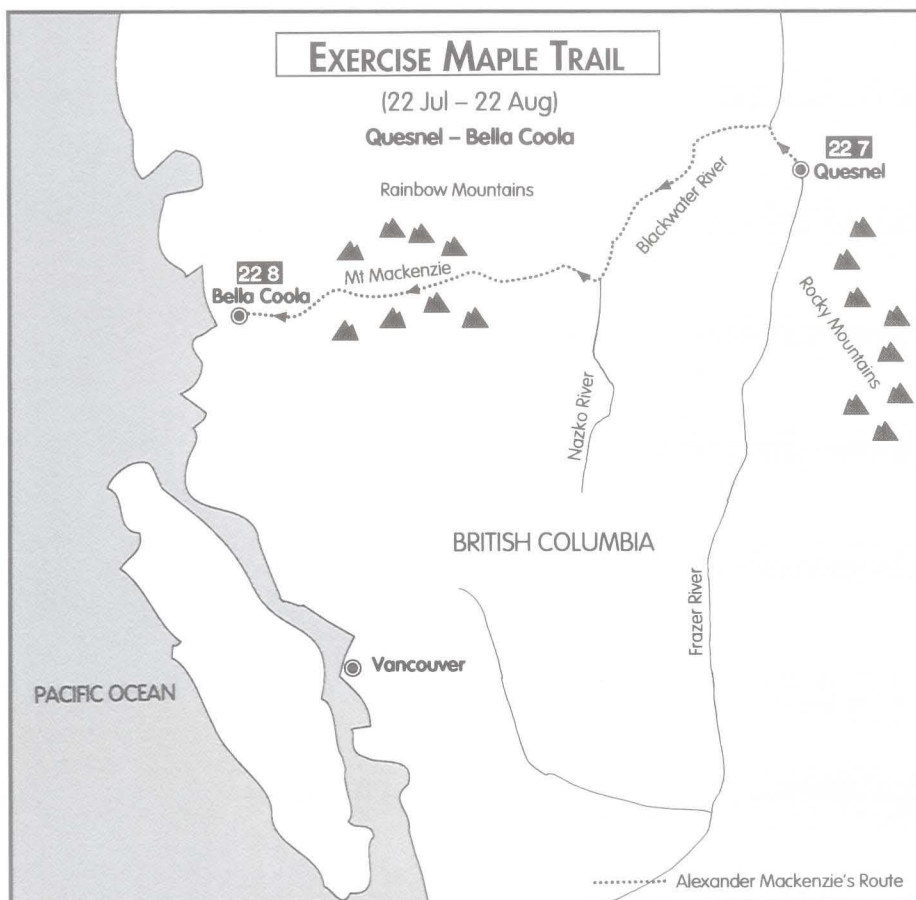 EXERCISE MAPLE TRAIL
(22 Jul – 22 Aug)
Quesnel – Bella Coola
22 7
Quesnel
Rainbow Mountains
Blackwater River
Mt Mackenzie
22 8
Bella Coola
Rocky Mountains
Nazko River
BRITISH COLUMBIA
Frazer River
Vancouver
PACIFIC OCEAN
Alexander Mackenzie's Route